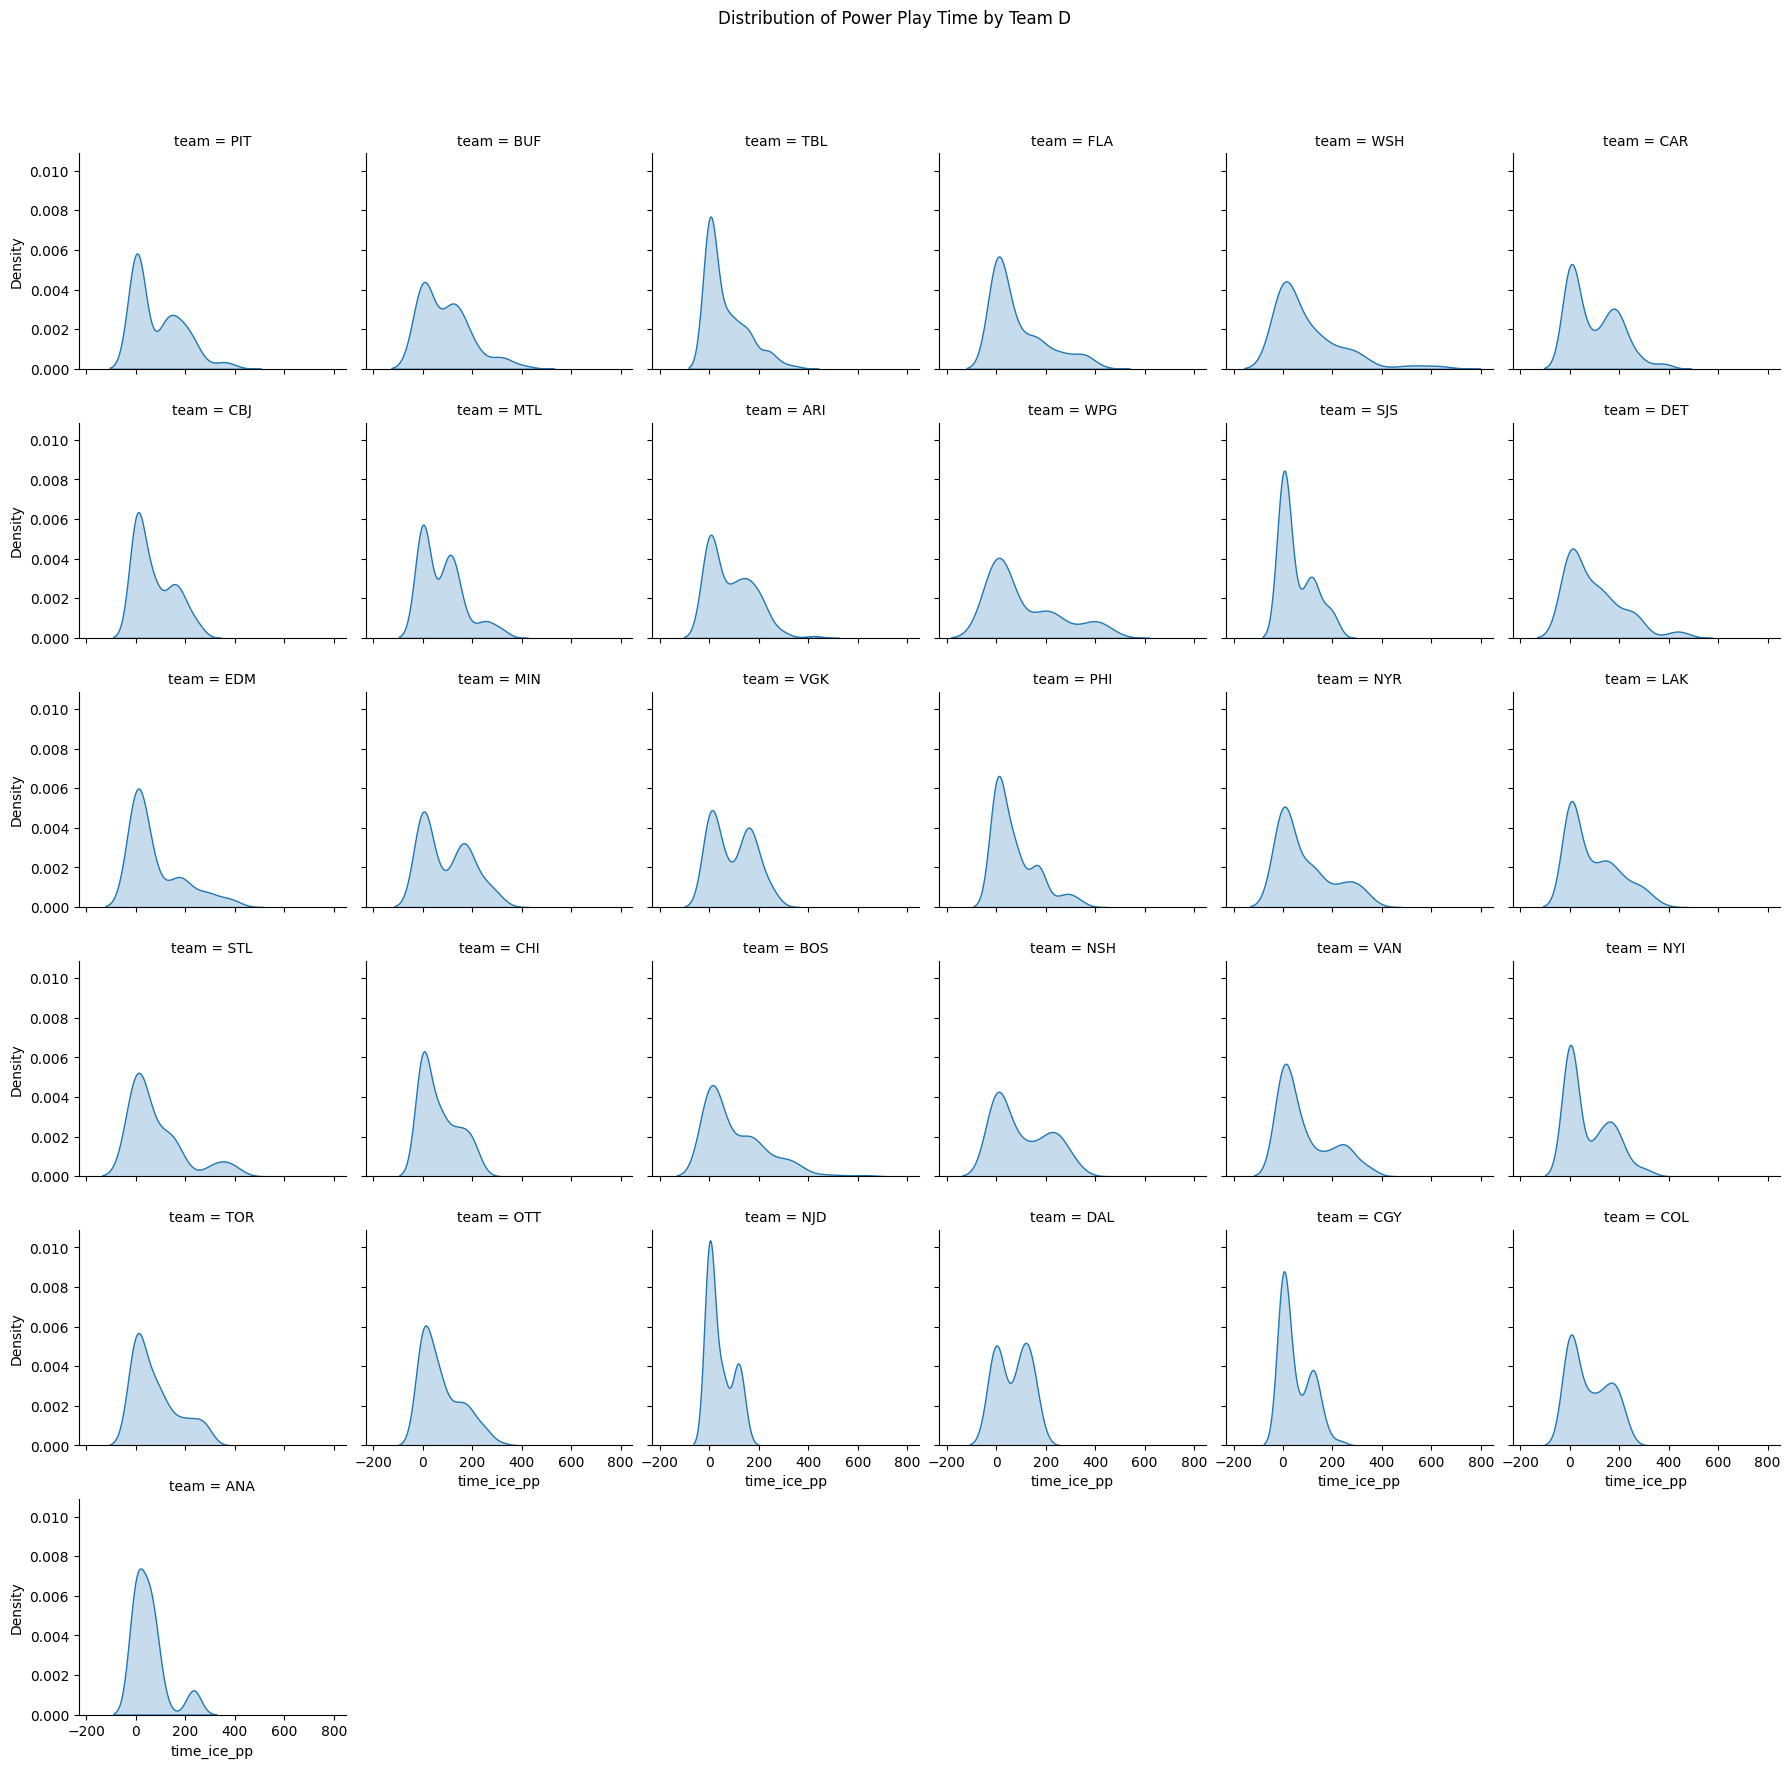 Distribution of Power Play Time by Team D
team = PIT
team = BUF
team = TBL
team = FLA
team = WSH
team = CAR
0.010
0.008
0.006
0.004
0.002
0.000
Density
team = CBJ
team = MTL
team = ARI
team = WPG
team = SJS
team = DET
0.010
0.008
0.006
0.004
0.002
0.000
Density
team = EDM
team = MIN
team = VGK
team = PHI
team = NYR
team = LAK
0.010
0.008
0.006
0.004
0.002
0.000
Density
team = STL
team = CHI
team = BOS
team = NSH
team = VAN
team = NYI
0.010
0.008
0.006
0.004
0.002
0.000
Density
team = TOR
team = OTT
team = NJD
team = DAL
team = CGY
team = COL
0.010
0.008
0.006
0.004
0.002
0.000
Density
−200 0 200 400 600 800
time_ice_pp
−200 0 200 400 600 800
time_ice_pp
−200 0 200 400 600 800
time_ice_pp
−200 0 200 400 600 800
time_ice_pp
−200 0 200 400 600 800
time_ice_pp
team = ANA
0.010
0.008
0.006
0.004
0.002
0.000
Density
−200 0 200 400 600 800
time_ice_pp